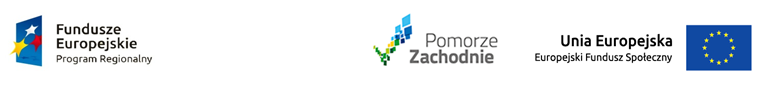 Fundusze
Europejskie
Program Regionalny
Pomorze
Zachodnie
Unia Europejska
Europejski Fundusz Społeczny